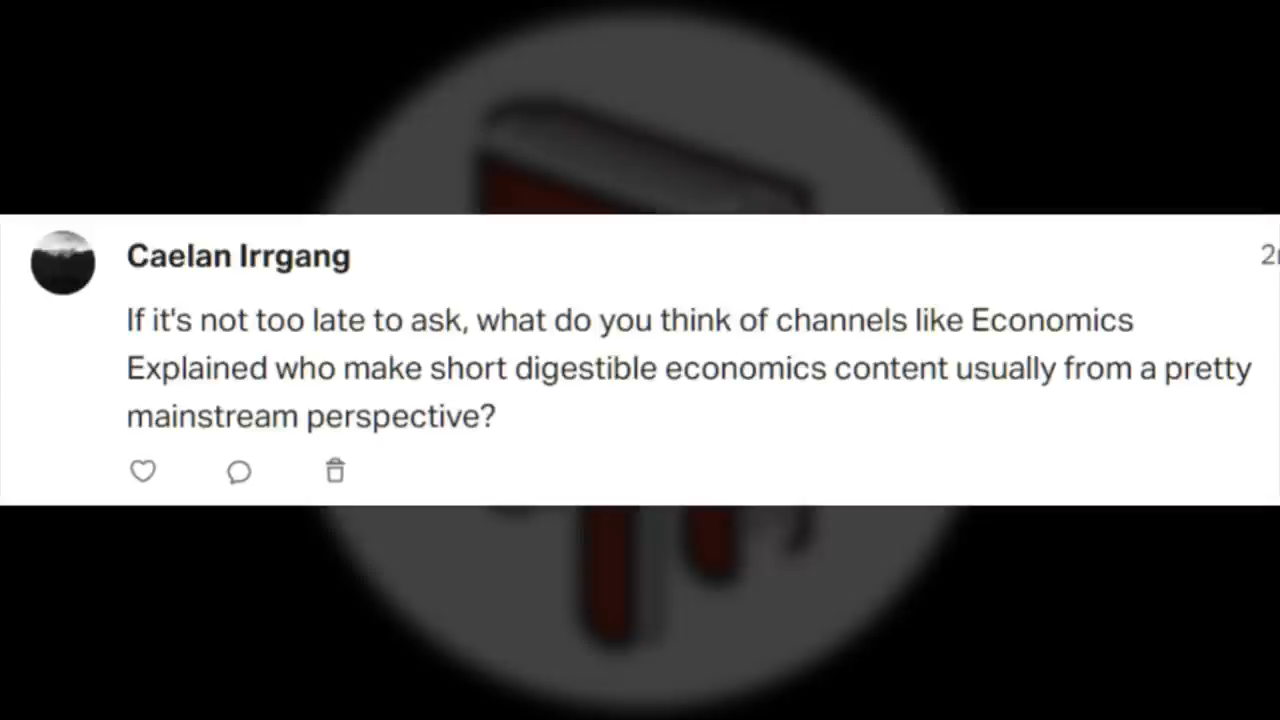 Caelan Irrgang
2
If it's not too late to ask, what do you think of channels like Economics
Explained who make short digestible economics content usually from a pretty
mainstream perspective?